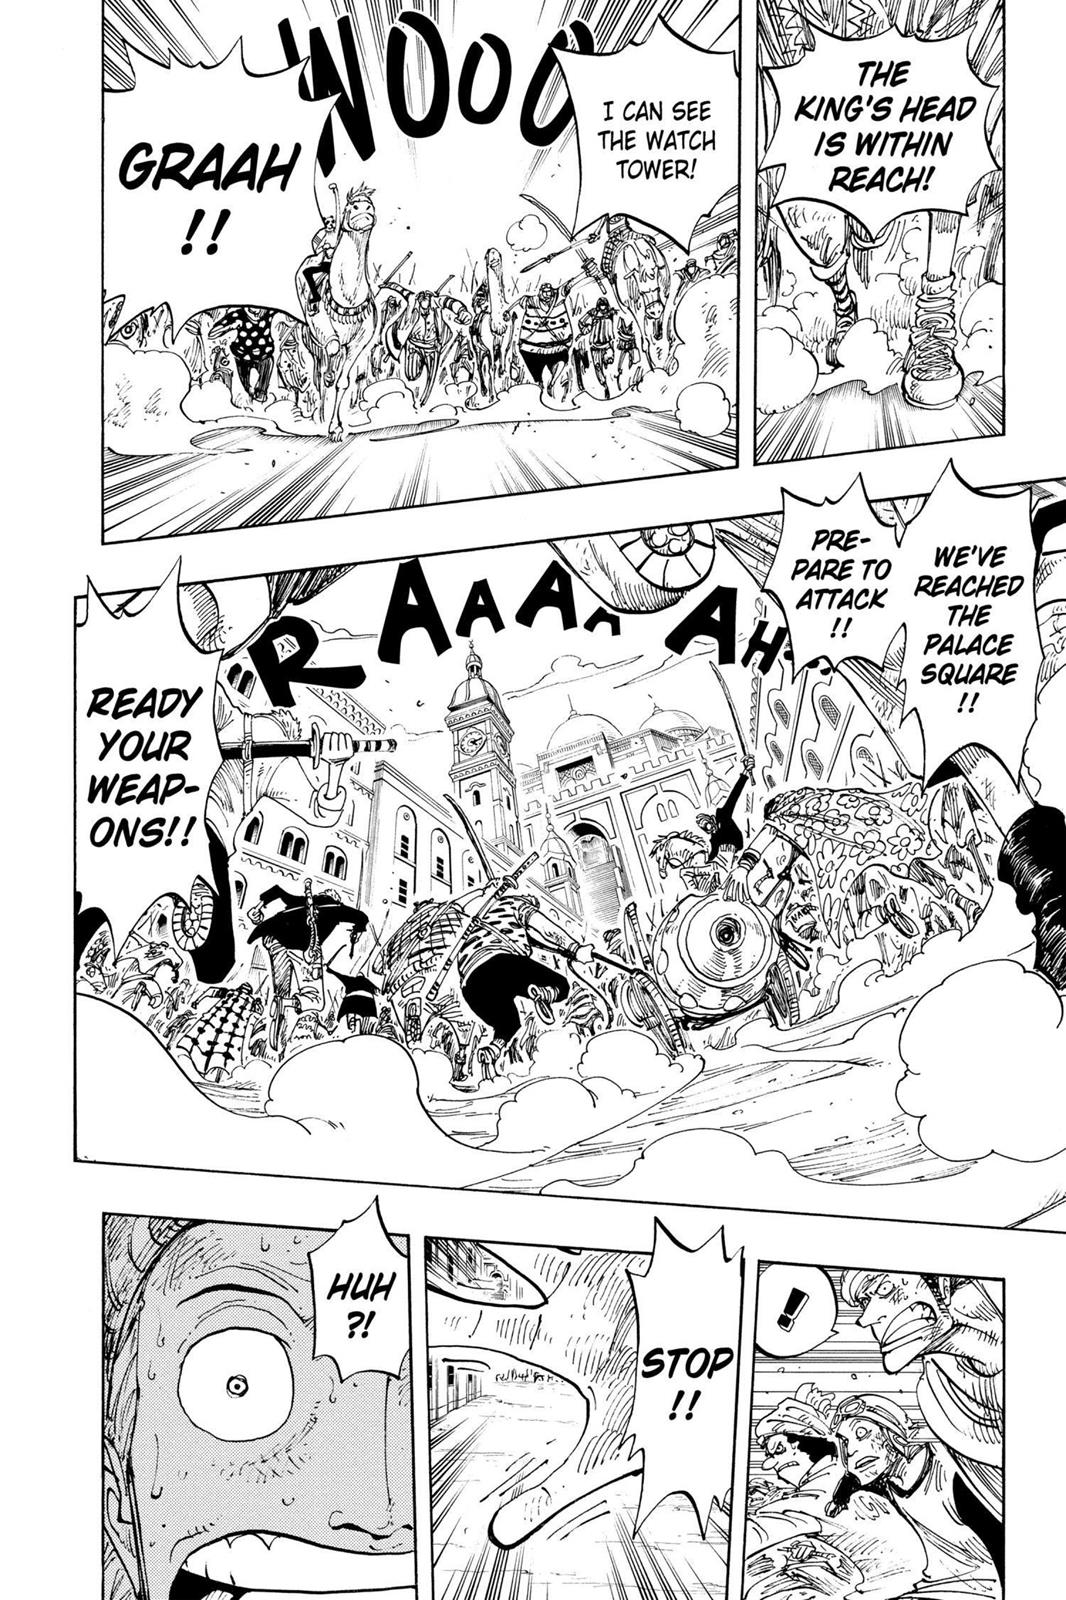 THE
KING'S HEAD
IS WITHIN
REACH!
I CAN SEE
THE WATCH
TOWER!
WOOO
GRAAH
!!
WE'VE
REACHED
THE
PALACE
SQUARE
!!
PRE-
PARE TO
ATTACK
!!
RAAAAAH
READY
YOUR
WEAP-
ONS!!
!
STOP
!!
HUH
?!